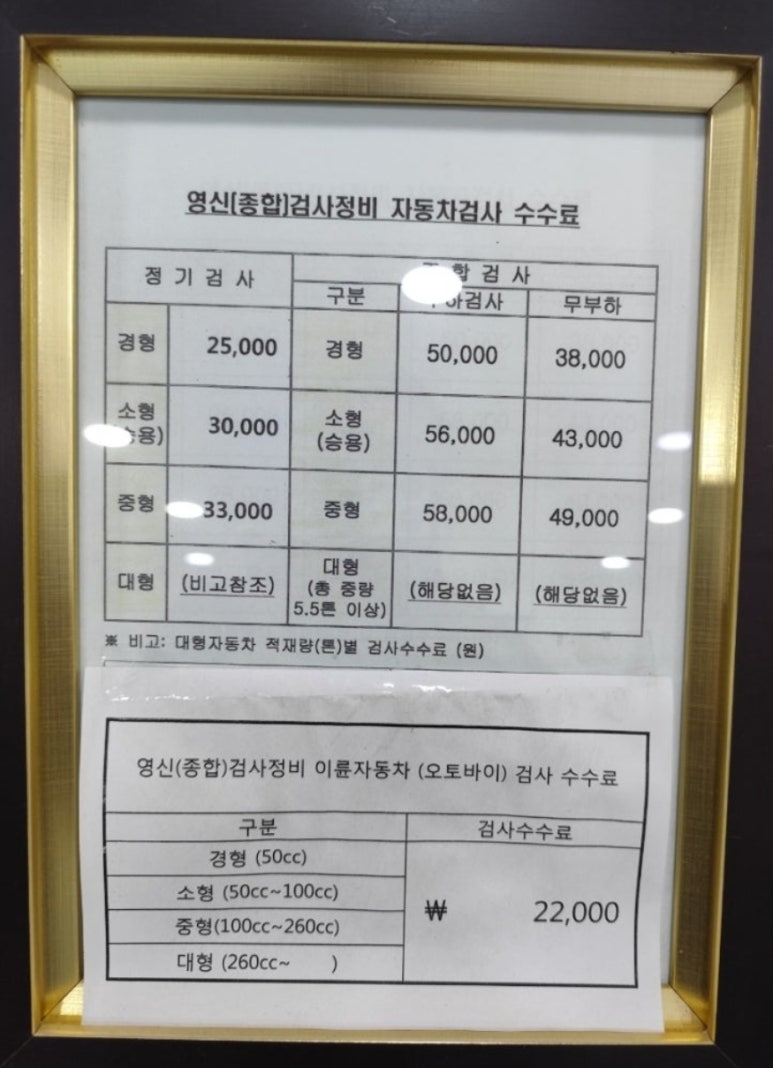 영신(종합)검사정비 자동차검사 수수료
정 기 검 사
합 검 사
구분 무부하
경형 25,000 경형 50,000 38,000
소형 30,000 소형 56,000 43,000
(승용) 
중형 33,000 중형 58,000 49,000
대형 (비고참조) 대형 (해당없음) (해당없음)
(총 중량
5.5톤 이상)
※ 비고: 대형자동차 적재량(톤)별 검사수수료 (원)
영신(종합)검사정비 이륜자동차 (오토바이) 검사 수수료
구분 검사수수료
경형 (50cc)
소형 (50cc~100cc)
중형(100cc~260cc)
대형 (260cc~ )
₩ 22,000